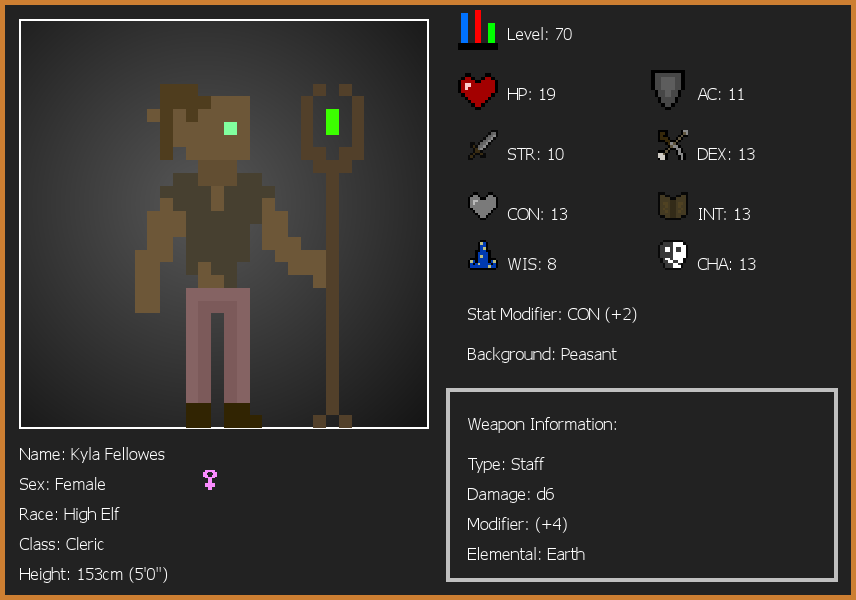 Level: 70
HP: 19
AC: 11
STR: 10
DEX: 13
CON: 13
INT: 13
WIS: 8
CHA: 13
Stat Modifier: CON (+2)
Background: Peasant
Weapon Information:
Type: Staff
Damage: d6
Modifier: (+4)
Elemental: Earth
Name: Kyla Fellowes
Sex: Female
Race: High Elf
Class: Cleric
Height: 153cm (5'0")